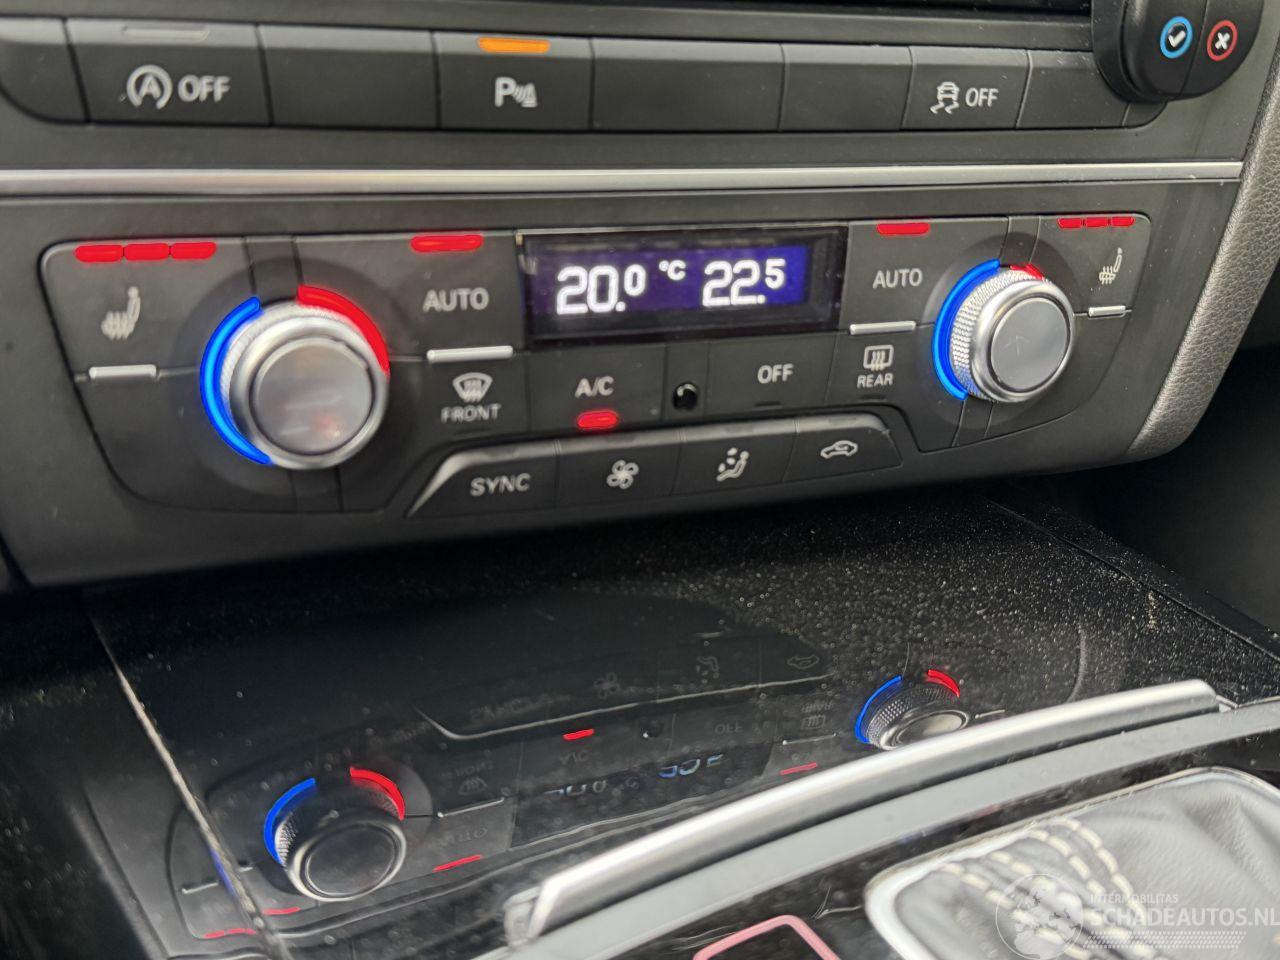 A OFF
P
OFF
AUTO
20.0 °C 22.5
AUTO
FRONT
A/C
OFF
REAR
SYNC
INTERMOBILITAS
SCHADEAUTOS.NL